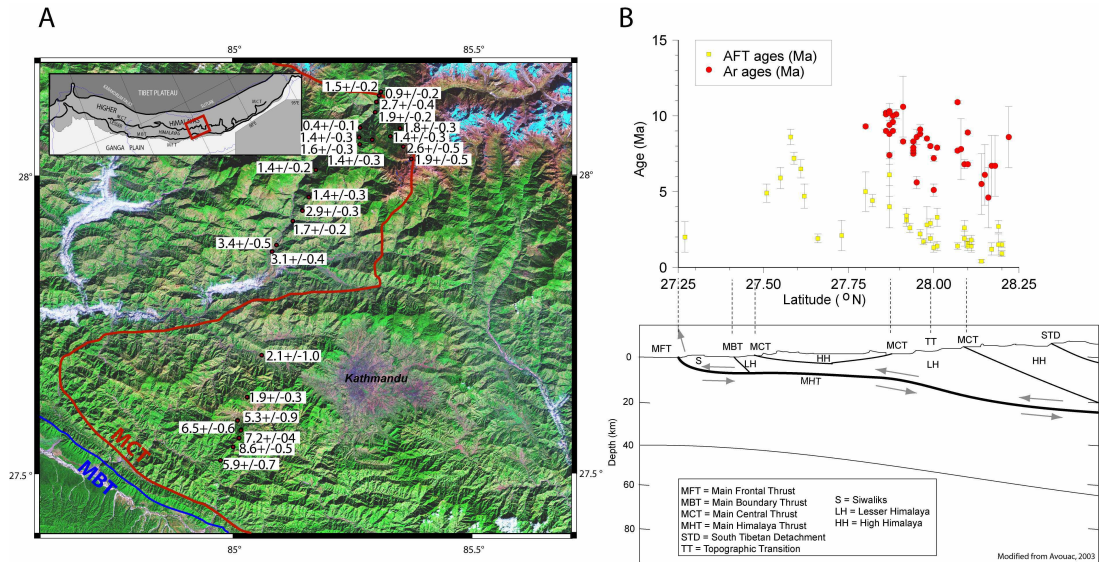 A
85°
85.5°
TIBET PLATEAU
HIGHER
HIMALAYAS
GANGA PLAIN
1.5+/-0.2
0.9+/-0.2
2.7+/-0.4
1.9+/-0.2
0.4+/-0.1
1.8+/-0.3
1.4+/-0.3
1.4+/-0.3
1.6+/-0.3
2.6+/-0.5
1.4+/-0.3
1.9+/-0.5
1.4+/-0.2
28°
28°
1.4+/-0.3
2.9+/-0.3
1.7+/-0.2
3.4+/-0.5
3.1+/-0.4
2.1+/-1.0
Kathmandu
1.9+/-0.3
5.3+/-0.9
6.5+/-0.6
7.2+/-04
8.6+/-0.5
5.9+/-0.7
MCT
MBT
27.5°
27.5°
85°
85.5°
B
AFT ages (Ma)
Ar ages (Ma)
Age (Ma)
15
10
5
0
27.25 27.50 27.75 28.00 28.25
Latitude ( °N)
MFT MBT MCT MCT TT MCT STD
S LH HH LH HH
MHT
Depth (km)
0
20
40
60
80
MFT = Main Frontal Thrust
MBT = Main Boundary Thrust
MCT = Main Central Thrust
MHT = Main Himalaya Thrust
STD = South Tibetan Detachment
TT = Topographic Transition
S = Siwaliks
LH = Lesser Himalaya
HH = High Himalaya
Modified from Avouac, 2003